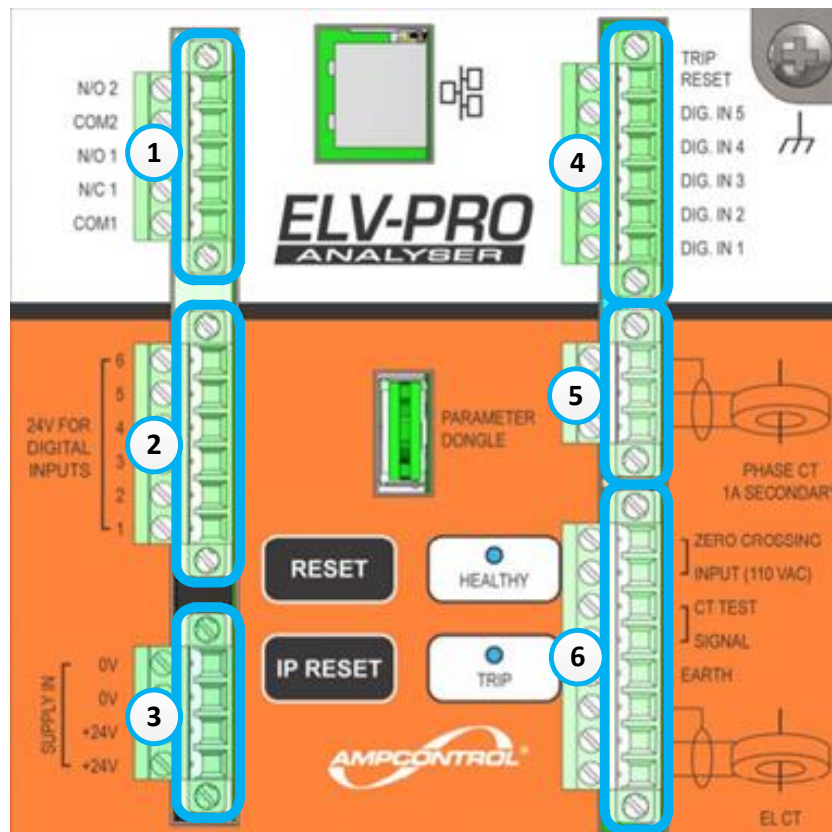 N/O 2
COM2
N/O 1
N/C 1
COM1
1
TRIP
RESET
DIG. IN 5
DIG. IN 4
DIG. IN 3
DIG. IN 2
DIG. IN 1
4
ELV-PRO
ANALYSER
24V FOR
DIGITAL
INPUTS
6
5
4
3
2
1
2
PARAMETER
DONGLE
5
PHASE CT
1A SECONDARY
RESET
HEALTHY
IP RESET
TRIP
ZERO CROSSING
INPUT (110 VAC)
CT TEST
SIGNAL
EARTH
6
EL CT
SUPPLY IN
0V
0V
+24V
+24V
3
AMPCONTROL®